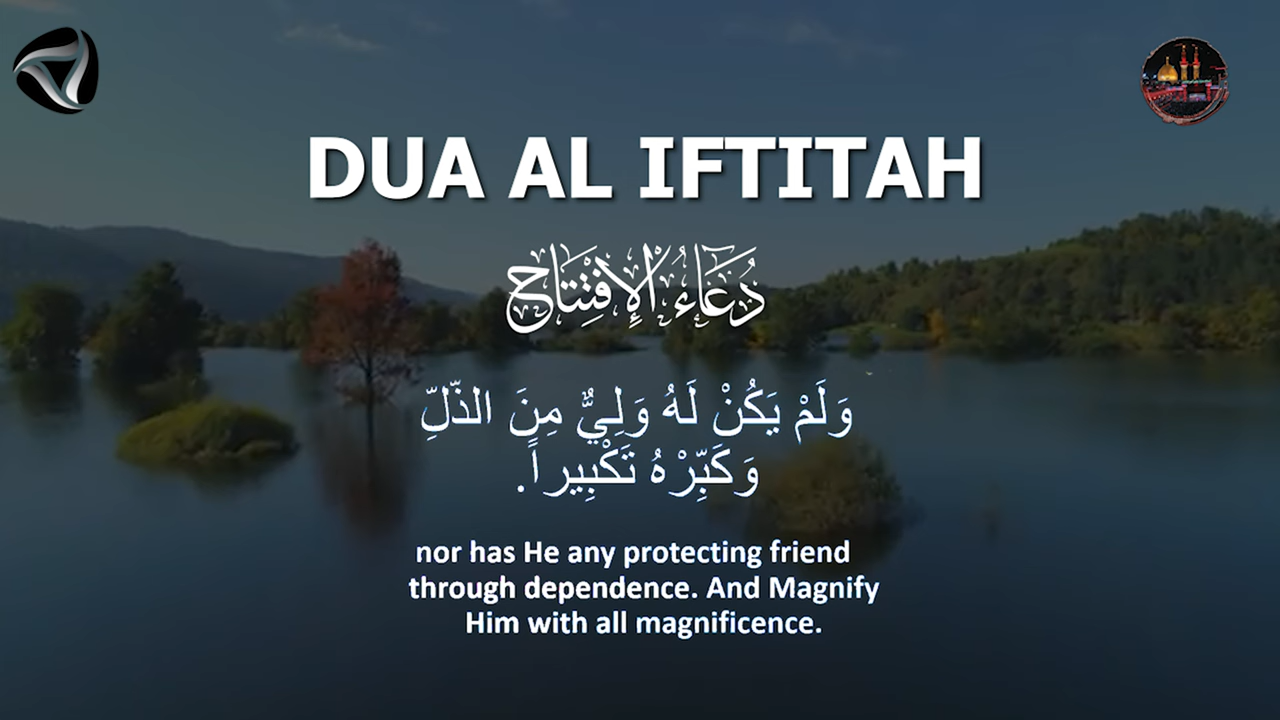 DUA AL IFTITAH
دُعَاءُ الْإِفْتِتَاحِ
وَلَمْ يَكُنْ لَهُ وَلِيٌّ مِنَ الذّلِّ
وَكَبِّرْهُ تَكْبِيراً.
nor has He any protecting friend
through dependence. And Magnify
Him with all magnificence.